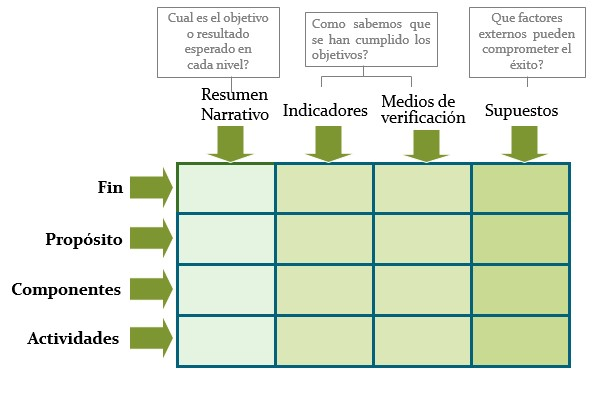 Cual es el objetivo
o resultado
esperado en
cada nivel?
Como sabemos que
se han cumplido los
objetivos?
Que factores
externos pueden
comprometer el
éxito?
Resumen
Narrativo
Indicadores
Medios de
verificación
Supuestos
Fin
Propósito
Componentes
Actividades